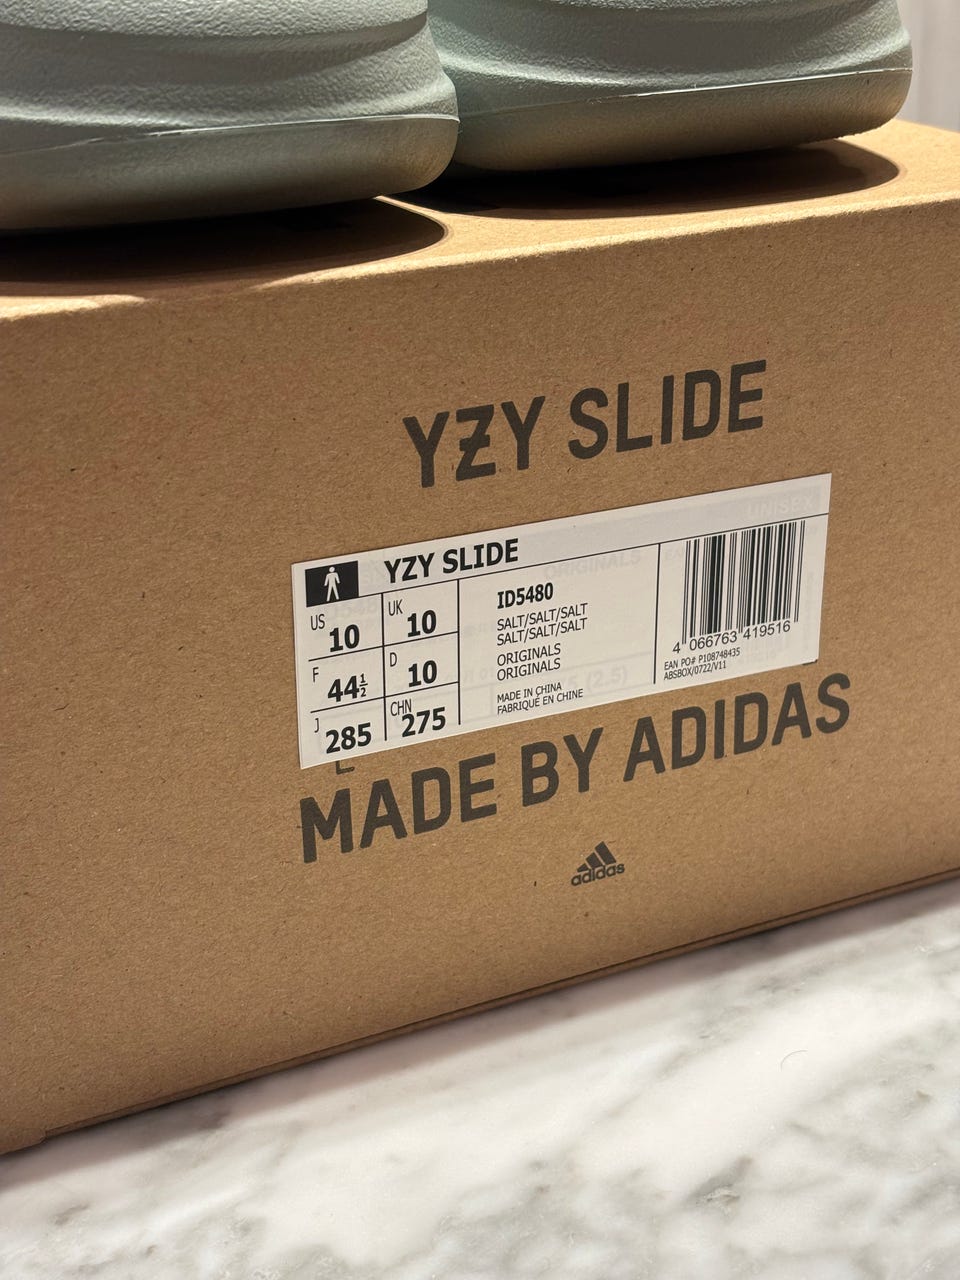 YZY SLIDE
YZY SLIDE
US 10
UK 10
F 44½
D 10
J 285
CHN 275
ID5480
SALT/SALT/SALT
SALT/SALT/SALT
ORIGINALS
ORIGINALS
MADE IN CHINA
FABRIQUÉ EN CHINE
4 066763 419516
EAN PO# P108748435
ABSBOX/0722/V11
MADE BY ADIDAS
adidas